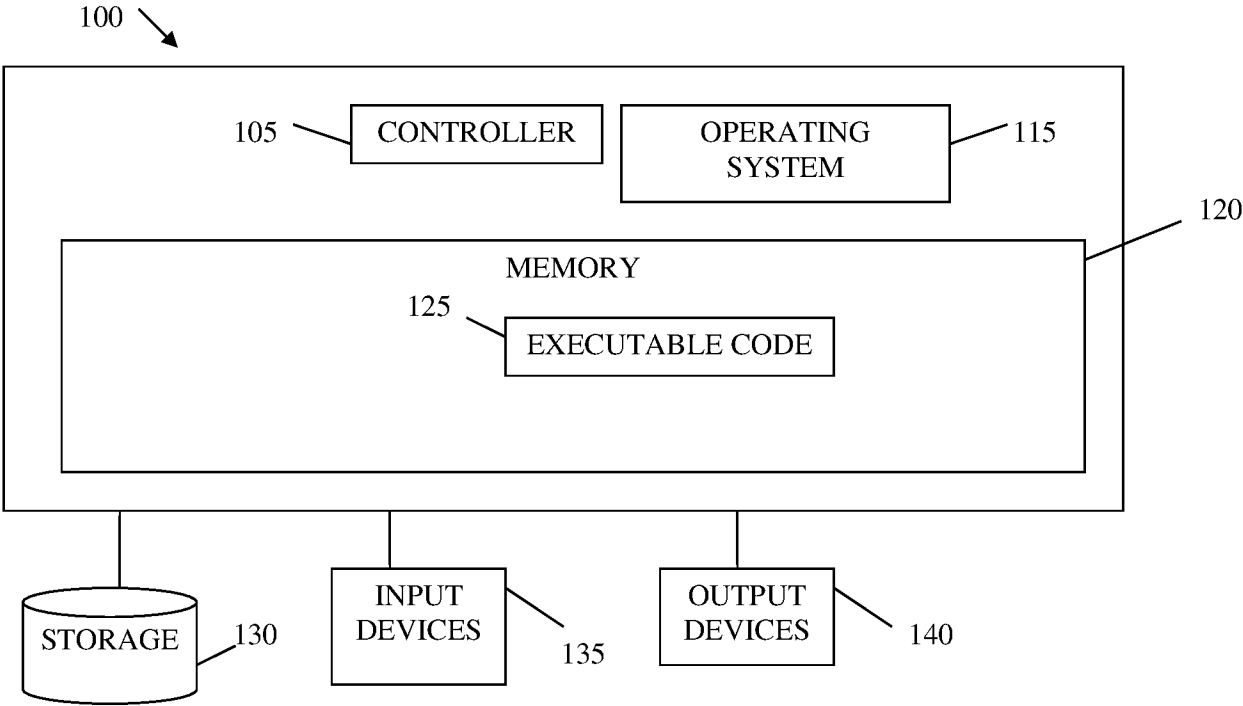 100
105
CONTROLLER
OPERATING
SYSTEM
115
120
MEMORY
125
EXECUTABLE CODE
STORAGE
130
INPUT
DEVICES
135
OUTPUT
DEVICES
140